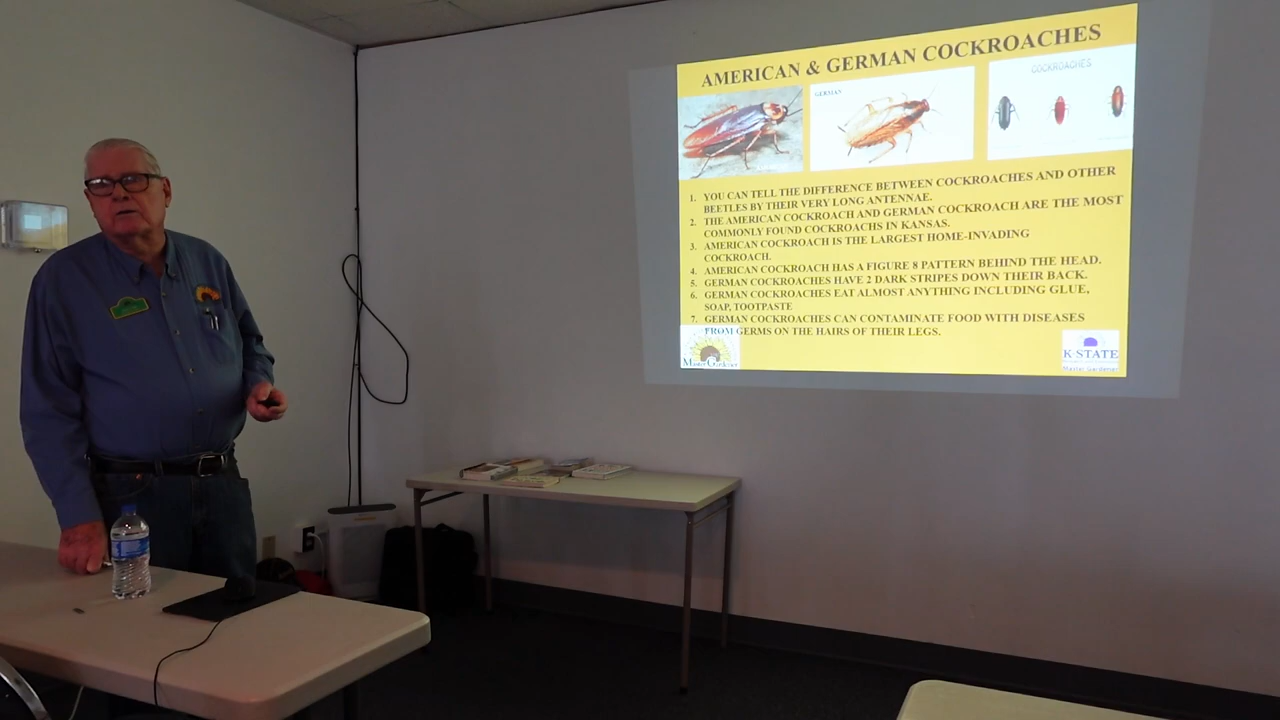 AMERICAN & GERMAN COCKROACHES
GERMAN
COCKROACHES
1. YOU CAN TELL THE DIFFERENCE BETWEEN COCKROACHES AND OTHER
BEETLES BY THEIR VERY LONG ANTENNAE.
2. THE AMERICAN COCKROACH AND GERMAN COCKROACH ARE THE MOST
COMMONLY FOUND COCKROACHS IN KANSAS.
3. AMERICAN COCKROACH IS THE LARGEST HOME-INVADING
COCKROACH.
4. AMERICAN COCKROACH HAS A FIGURE 8 PATTERN BEHIND THE HEAD.
5. GERMAN COCKROACHES HAVE 2 DARK STRIPES DOWN THEIR BACK.
6. GERMAN COCKROACHES EAT ALMOST ANYTHING INCLUDING GLUE,
SOAP, TOOTPASTE
7. GERMAN COCKROACHES CAN CONTAMINATE FOOD WITH DISEASES
FROM GERMS ON THE HAIRS OF THEIR LEGS.
Master Gardener
K-STATE
Master Gardener